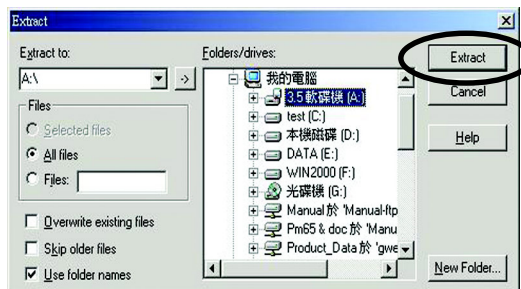 Extract
Extract to:
A:\
Files
Selected files
All files
Files:
Overwrite existing files
Skip older files
Use folder names
Folders/drives:
我的電腦
3.5 軟碟機 (A:)
test (C:)
本機磁碟 (D:)
DATA (E:)
WIN2000 (F:)
光碟機 (G:)
Manual 於 'Manual-ftp
Pm65 & doc 於 'Manu
Product_Data 於 'gwe
Extract
Cancel
Help
New Folder...